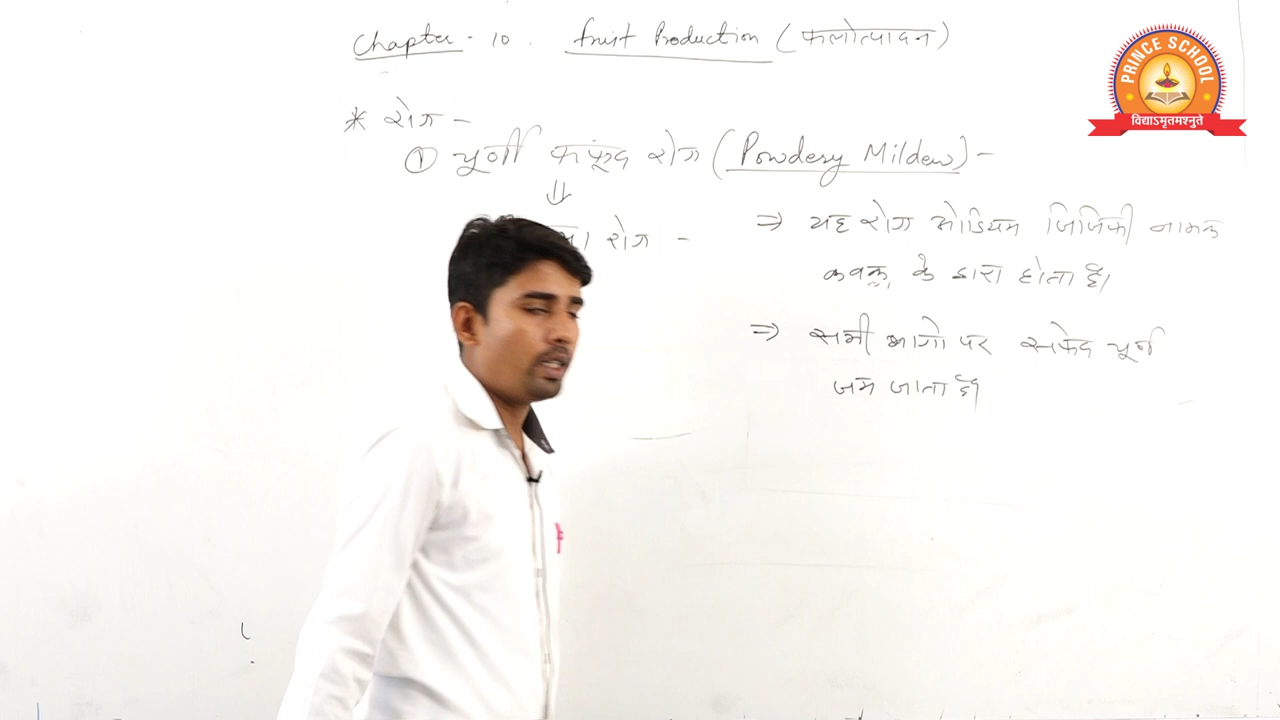 Chapter - 10. Fruit Production (फलोत्पादन)
* रोग -
① चूर्णी फफूंद रोग (Powdery Mildew) -
⇓
रोग -
⇒ यह रोग ओडियम जिजिफी नामक
कवक के द्वारा होता है।
⇒ सभी भागो पर सफेद चूर्ण
जम जाता है।
PRINCE SCHOOL
विद्याऽमृतमश्नुते